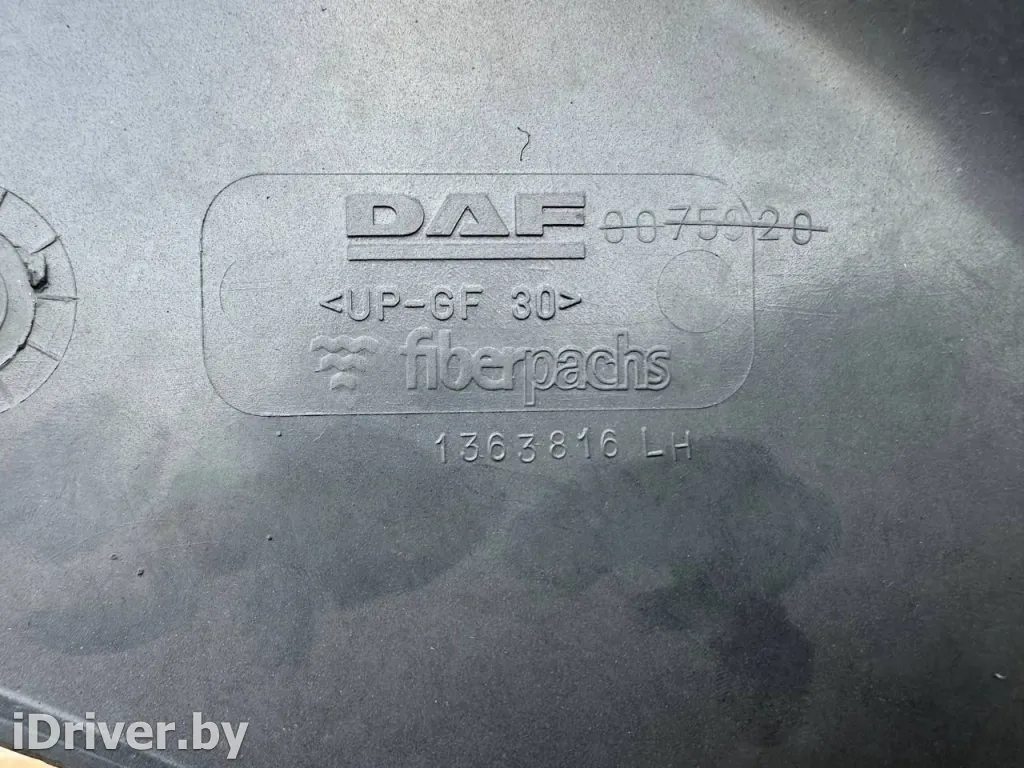 DAF 0075920
<UP-GF 30>
fiberpachs
1363816 LH
iDriver.by